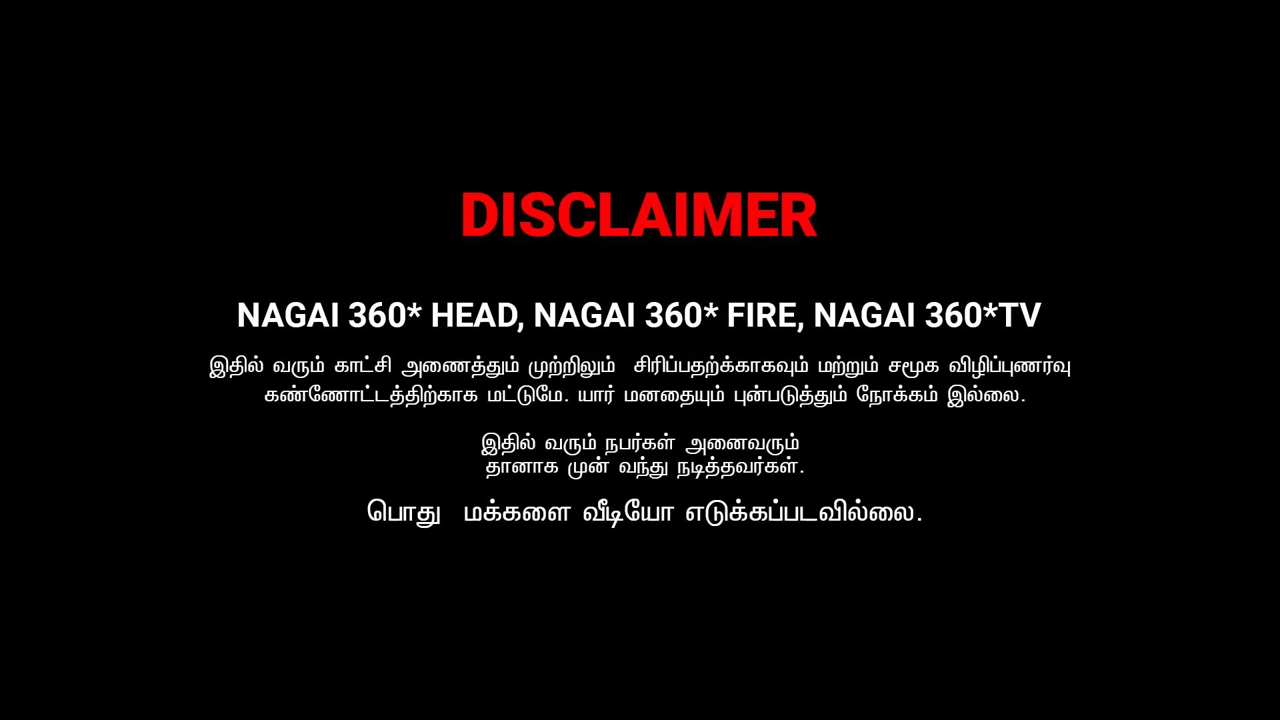 DISCLAIMER
NAGAI 360* HEAD, NAGAI 360* FIRE, NAGAI 360*TV
இதில் வரும் காட்சி அணைத்தும் முற்றிலும் சிரிப்பதற்க்காகவும் மற்றும் சமூக விழிப்புணர்வு
கண்ணோட்டத்திற்காக மட்டுமே. யார் மனதையும் புன்படுத்தும் நோக்கம் இல்லை.
இதில் வரும் நபர்கள் அனைவரும்
தானாக முன் வந்து நடித்தவர்கள்.
பொது மக்களை வீடியோ எடுக்கப்படவில்லை.